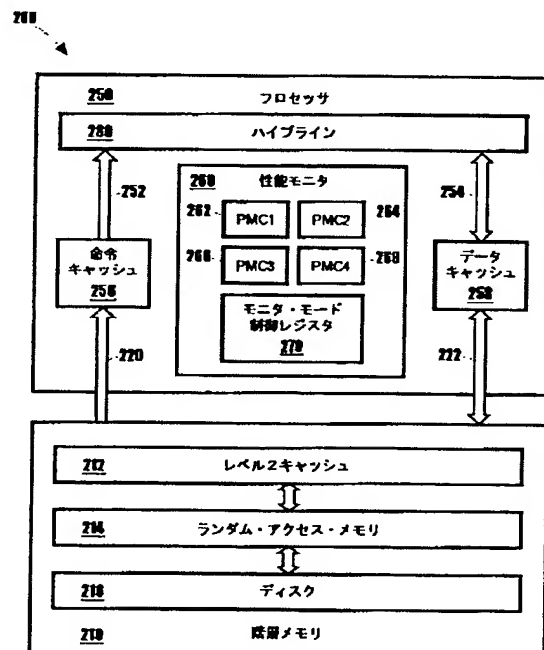 200
250 フロセッサ
280 ハイプライン
252
260 性能モニタ
254
262 PMC1 PMC2 264
命令
キャッシュ
256
266 PMC3 PMC4 268
データ
キャッシュ
258
モニタ・モード
制御レジスタ
270
220
222
212 レベル2キャッシュ
214 ランダム・アクセス・メモリ
216 ディスク
210 階層メモリ